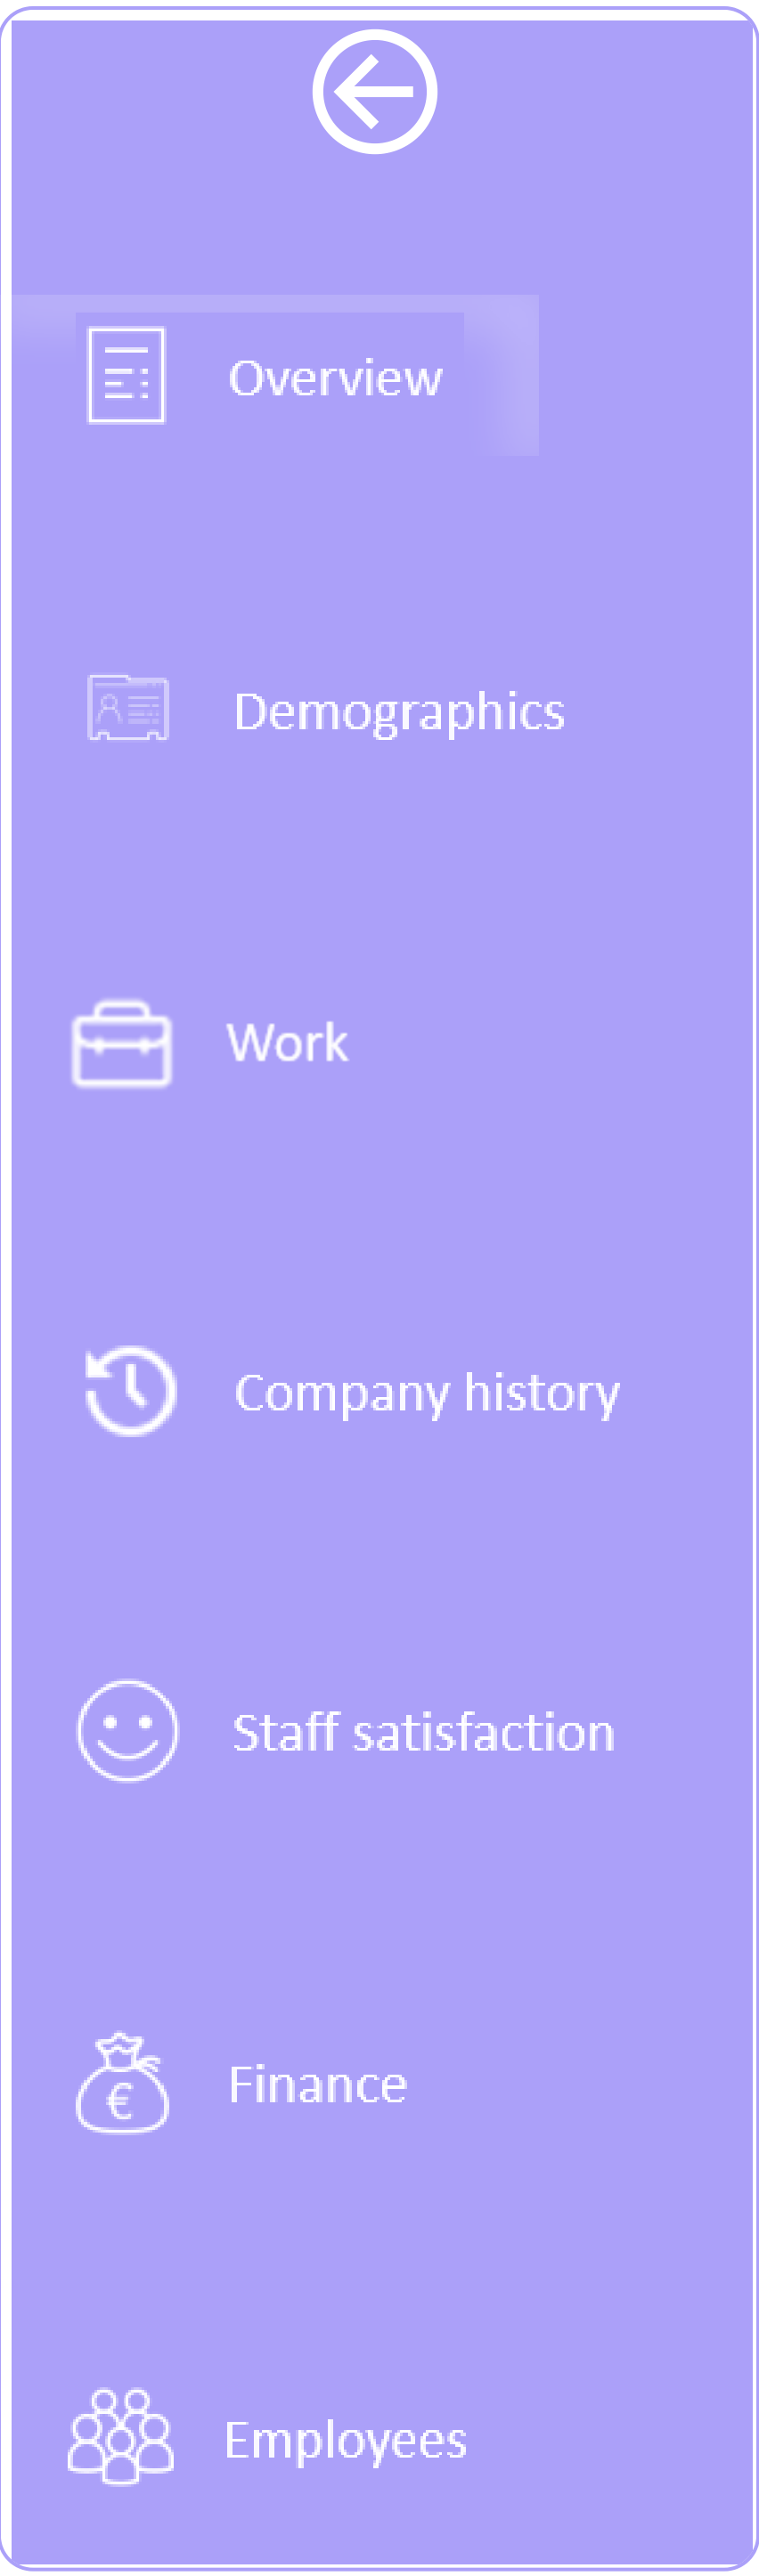 Overview
Demographics
Work
Company history
Staff satisfaction
€
Finance
Employees